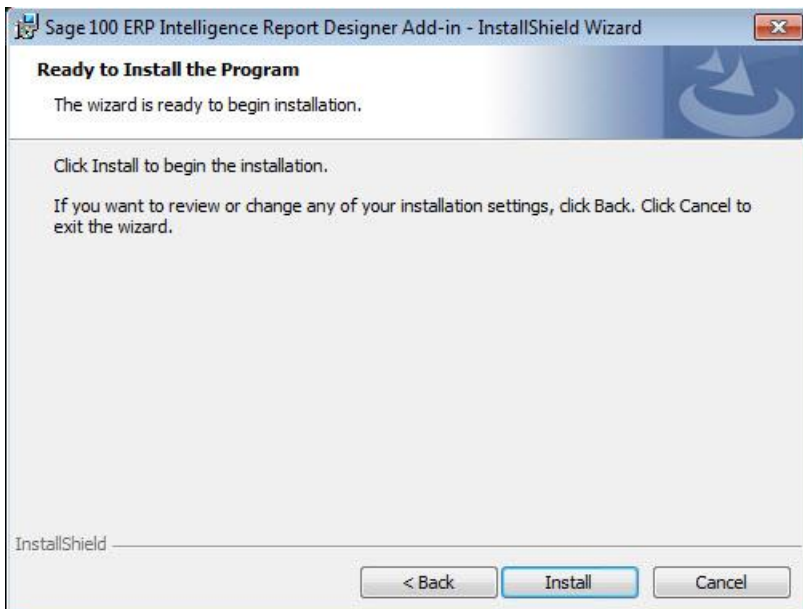 Sage 100 ERP Intelligence Report Designer Add-in - InstallShield Wizard
Ready to Install the Program
The wizard is ready to begin installation.
Click Install to begin the installation.
If you want to review or change any of your installation settings, click Back. Click Cancel to
exit the wizard.
InstallShield
< Back Install Cancel